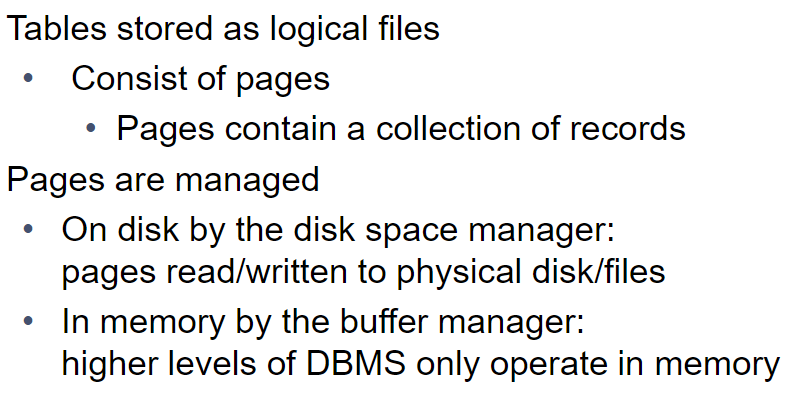 Tables stored as logical files
• Consist of pages
• Pages contain a collection of records
Pages are managed
• On disk by the disk space manager:
pages read/written to physical disk/files
• In memory by the buffer manager:
higher levels of DBMS only operate in memory